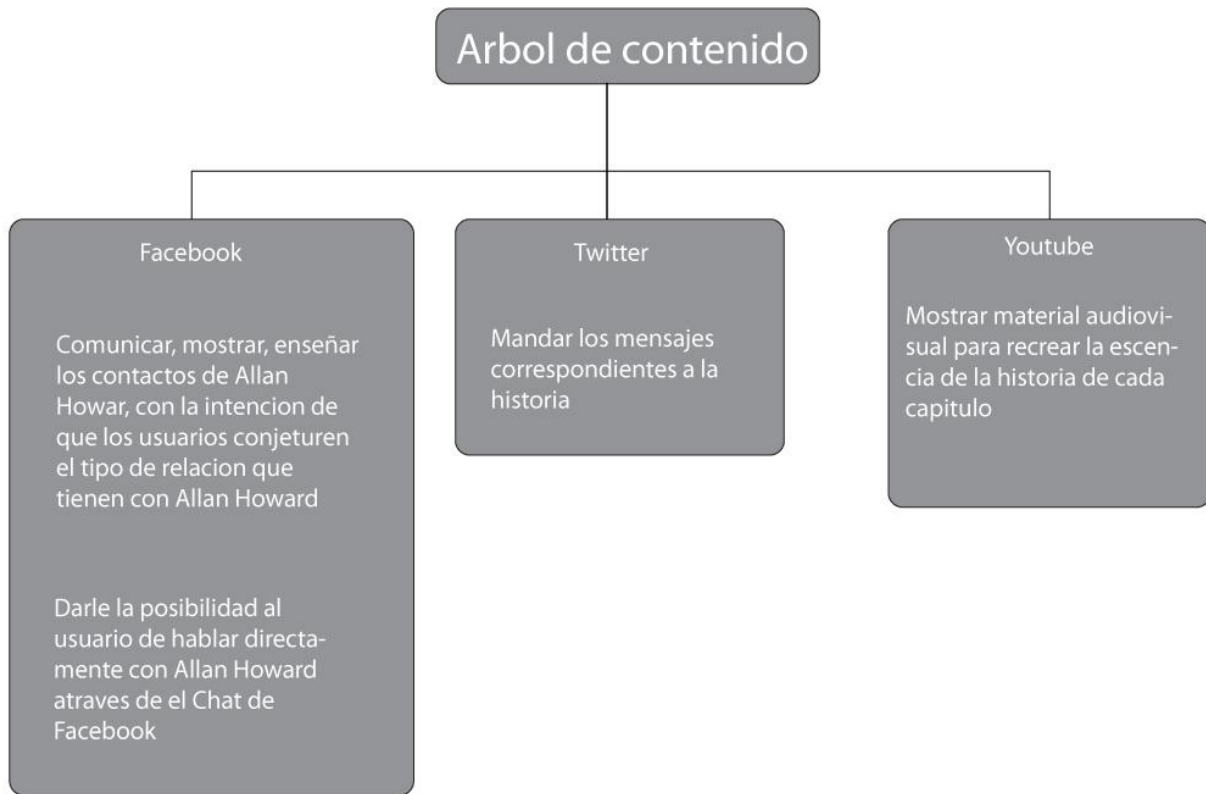 Arbol de contenido
Facebook
Comunicar, mostrar, enseñar
los contactos de Allan
Howar, con la intencion de
que los usuarios conjeturen
el tipo de relacion que
tienen con Allan Howard
Darle la posibilidad al
usuario de hablar directa-
mente con Allan Howard
atraves de el Chat de
Facebook
Twitter
Mandar los mensajes
correspondientes a la
historia
Youtube
Mostrar material audiovi-
sual para recrear la escen-
cia de la historia de cada
capitulo